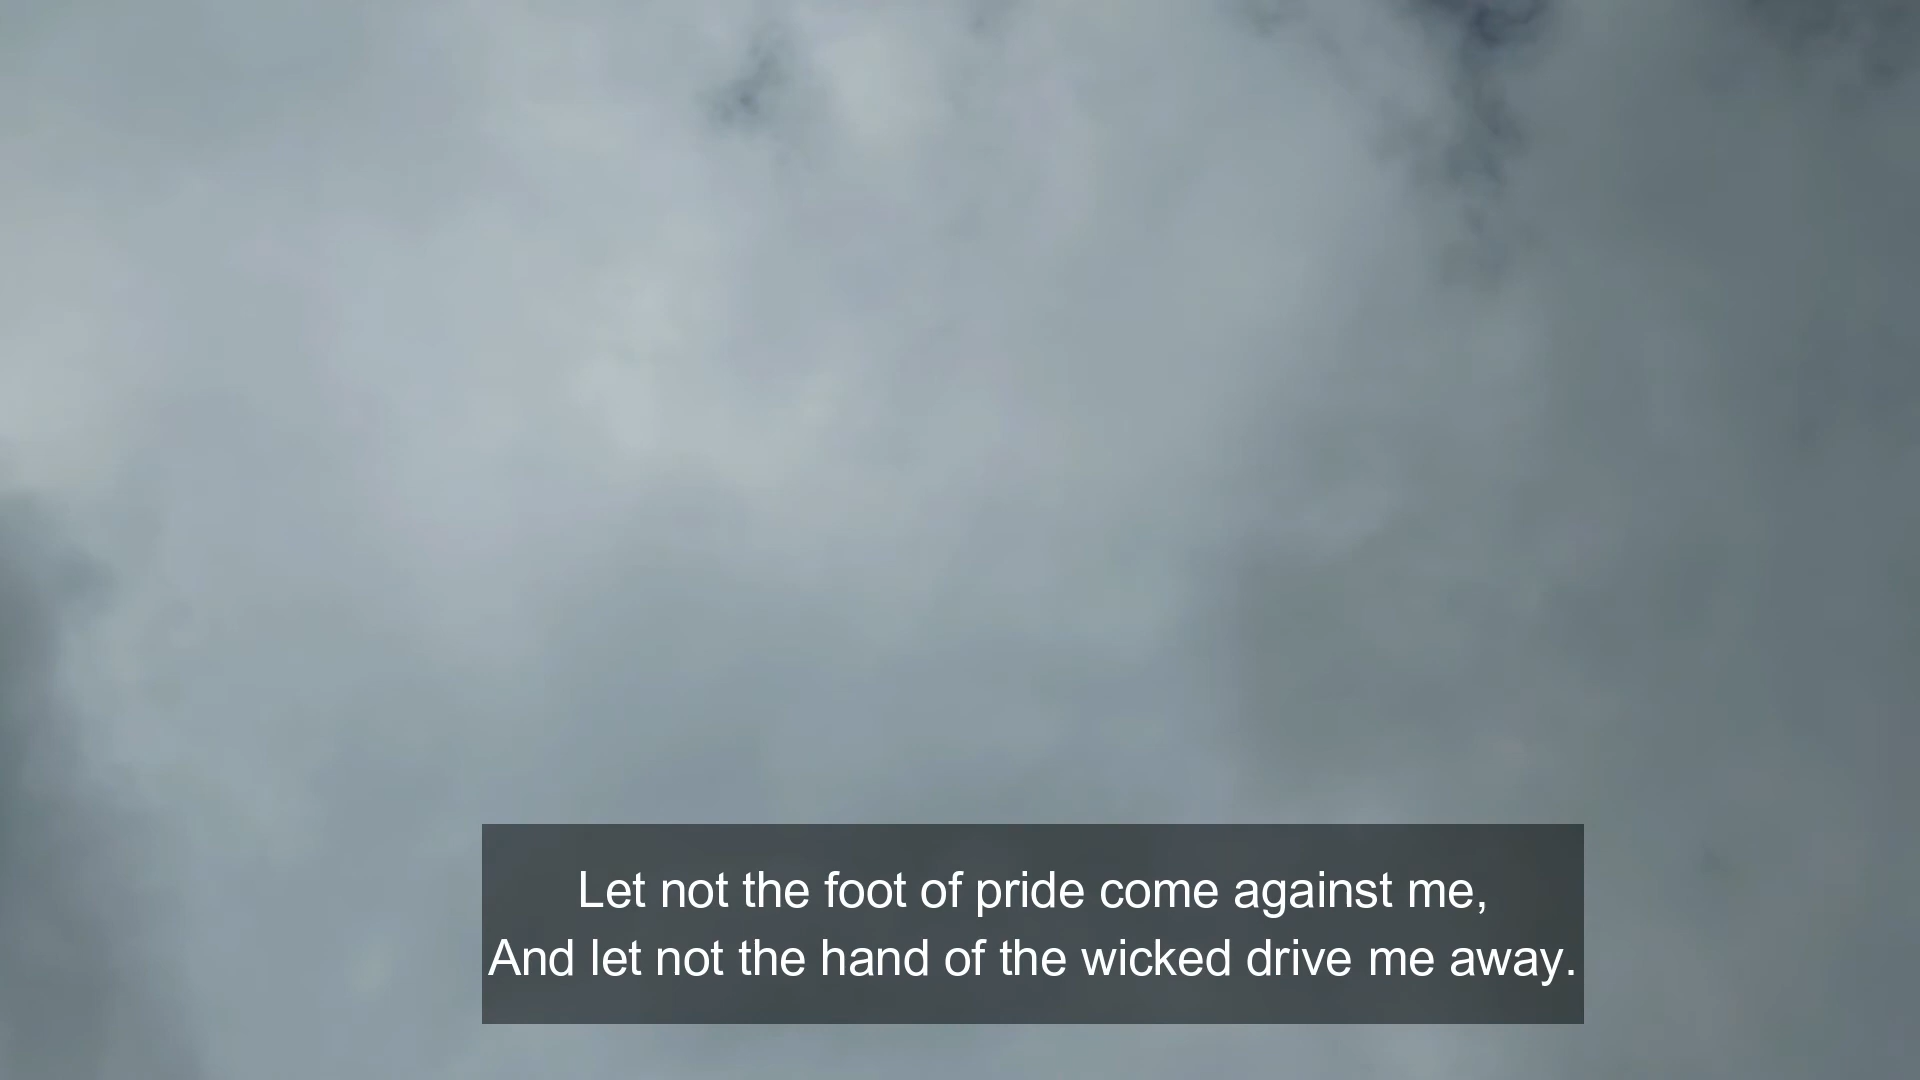 Let not the foot of pride come against me,
And let not the hand of the wicked drive me away.